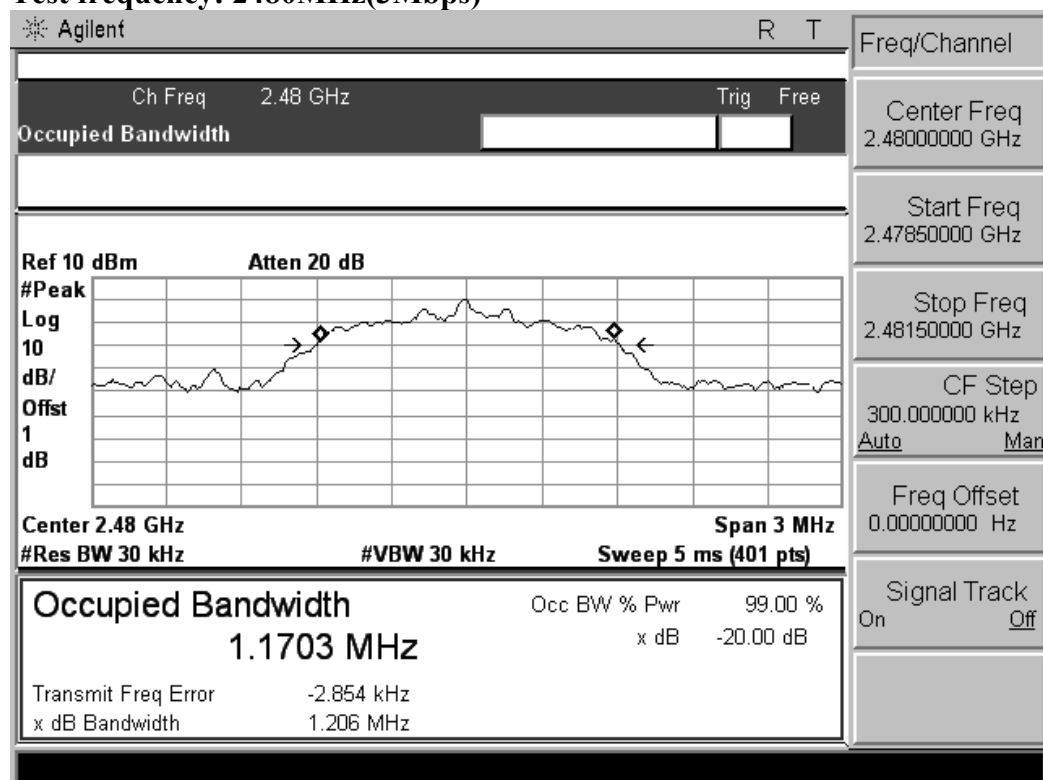 Test frequency: 2480MHz(3Mbps)
Agilent R T
Freq/Channel
Ch Freq 2.48 GHz Trig Free
Occupied Bandwidth
Center Freq
2.48000000 GHz
Start Freq
2.47850000 GHz
Ref 10 dBm Atten 20 dB
#Peak
Log
10
dB/
Offst
1
dB
Stop Freq
2.48150000 GHz
CF Step
300.000000 kHz
Auto Man
Freq Offset
0.00000000 Hz
Center 2.48 GHz Span 3 MHz
#Res BW 30 kHz #VBW 30 kHz Sweep 5 ms (401 pts)
Signal Track
On Off
Occupied Bandwidth
1.1703 MHz
Occ BW % Pwr 99.00 %
x dB -20.00 dB
Transmit Freq Error -2.854 kHz
x dB Bandwidth 1.206 MHz